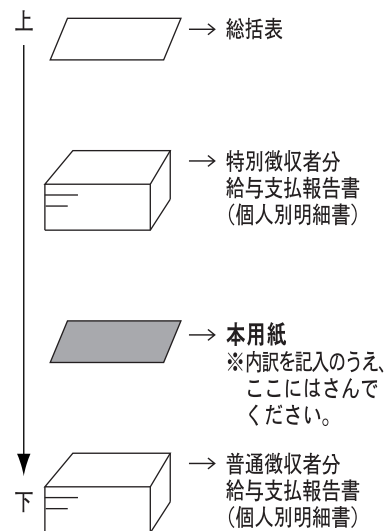 上
総括表
特別徴収者分
給与支払報告書
(個人別明細書)
本用紙
※内訳を記入のうえ、
ここにはさんで
ください。
下
普通徴収者分
給与支払報告書
(個人別明細書)